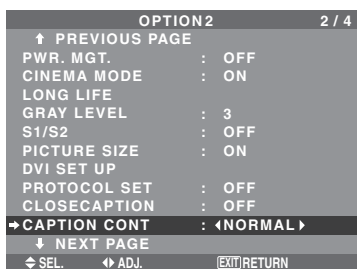 OPTION2 2 / 4
↑ PREVIOUS PAGE
PWR. MGT. : OFF
CINEMA MODE : ON
LONG LIFE
GRAY LEVEL : 3
S1/S2 : OFF
PICTURE SIZE : ON
DVI SET UP
PROTOCOL SET : OFF
CLOSECAPTION : OFF
→ CAPTION CONT : ◀ NORMAL ▶
↓ NEXT PAGE
◆ SEL. ◀▶ ADJ. EXIT RETURN